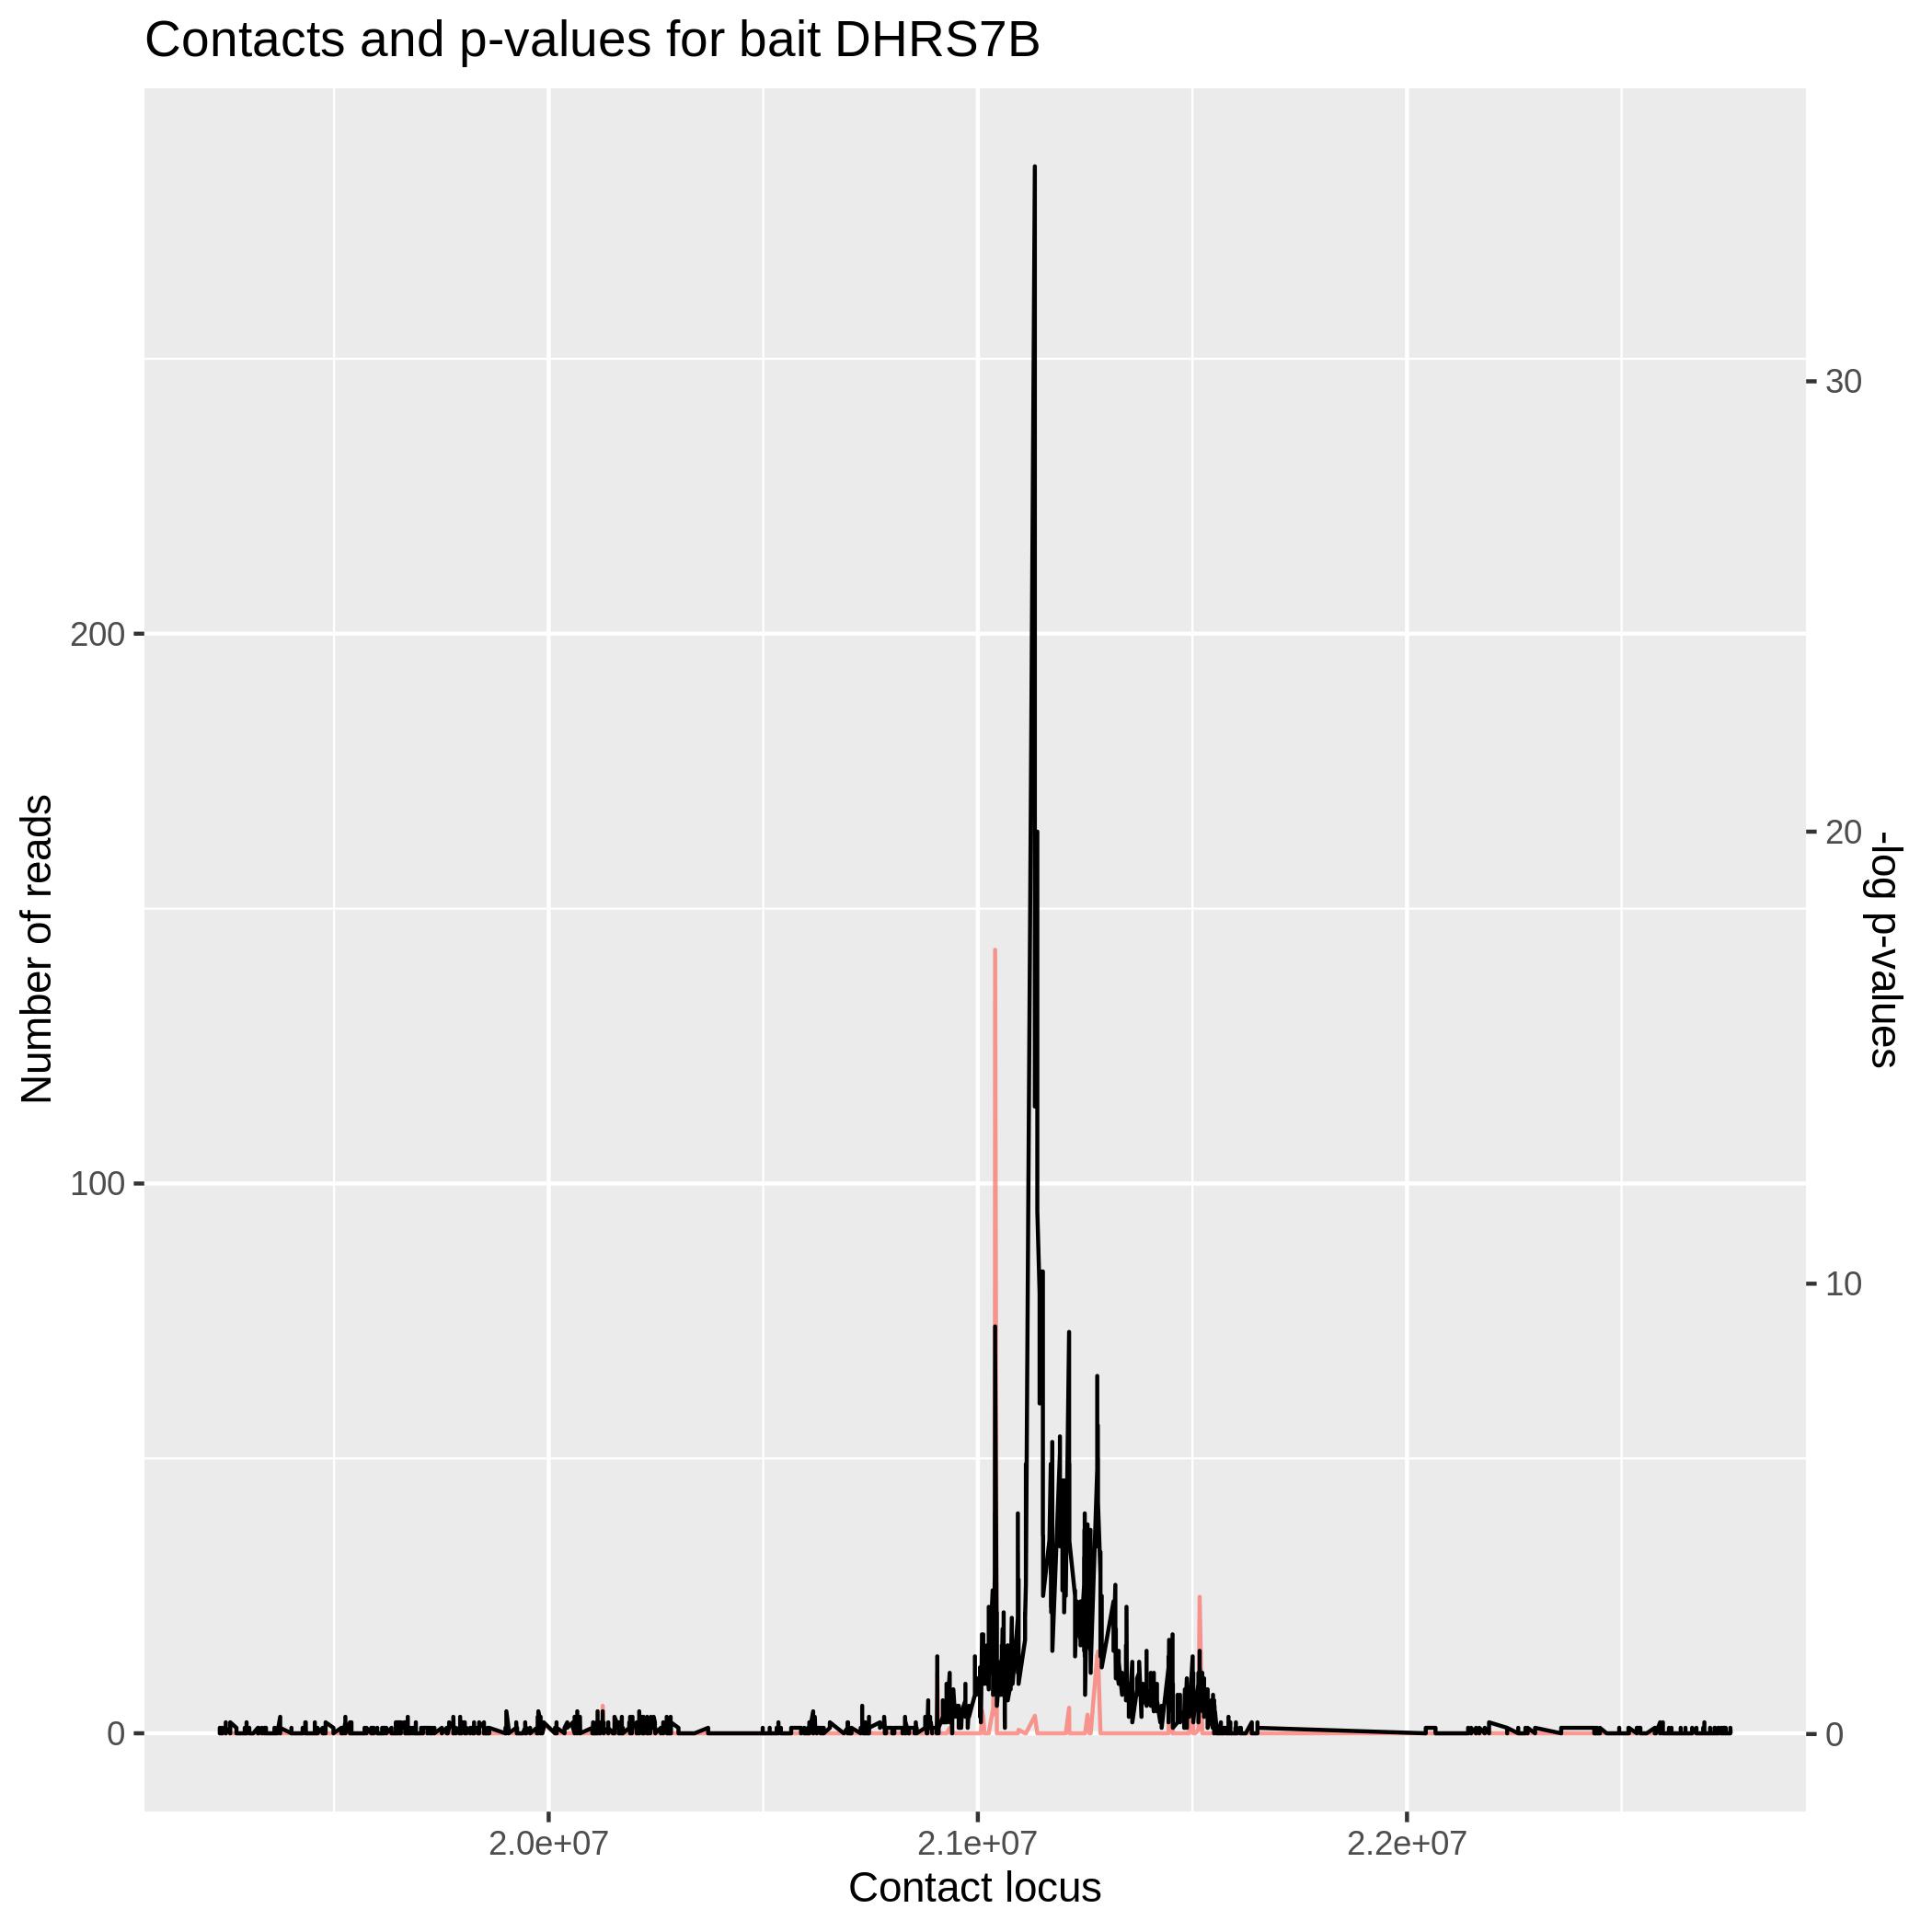 Contacts and p-values for bait DHRS7B
Number of reads
200
100
0
30
20
10
0
-log p-values
2.0e+07
2.1e+07
2.2e+07
Contact locus